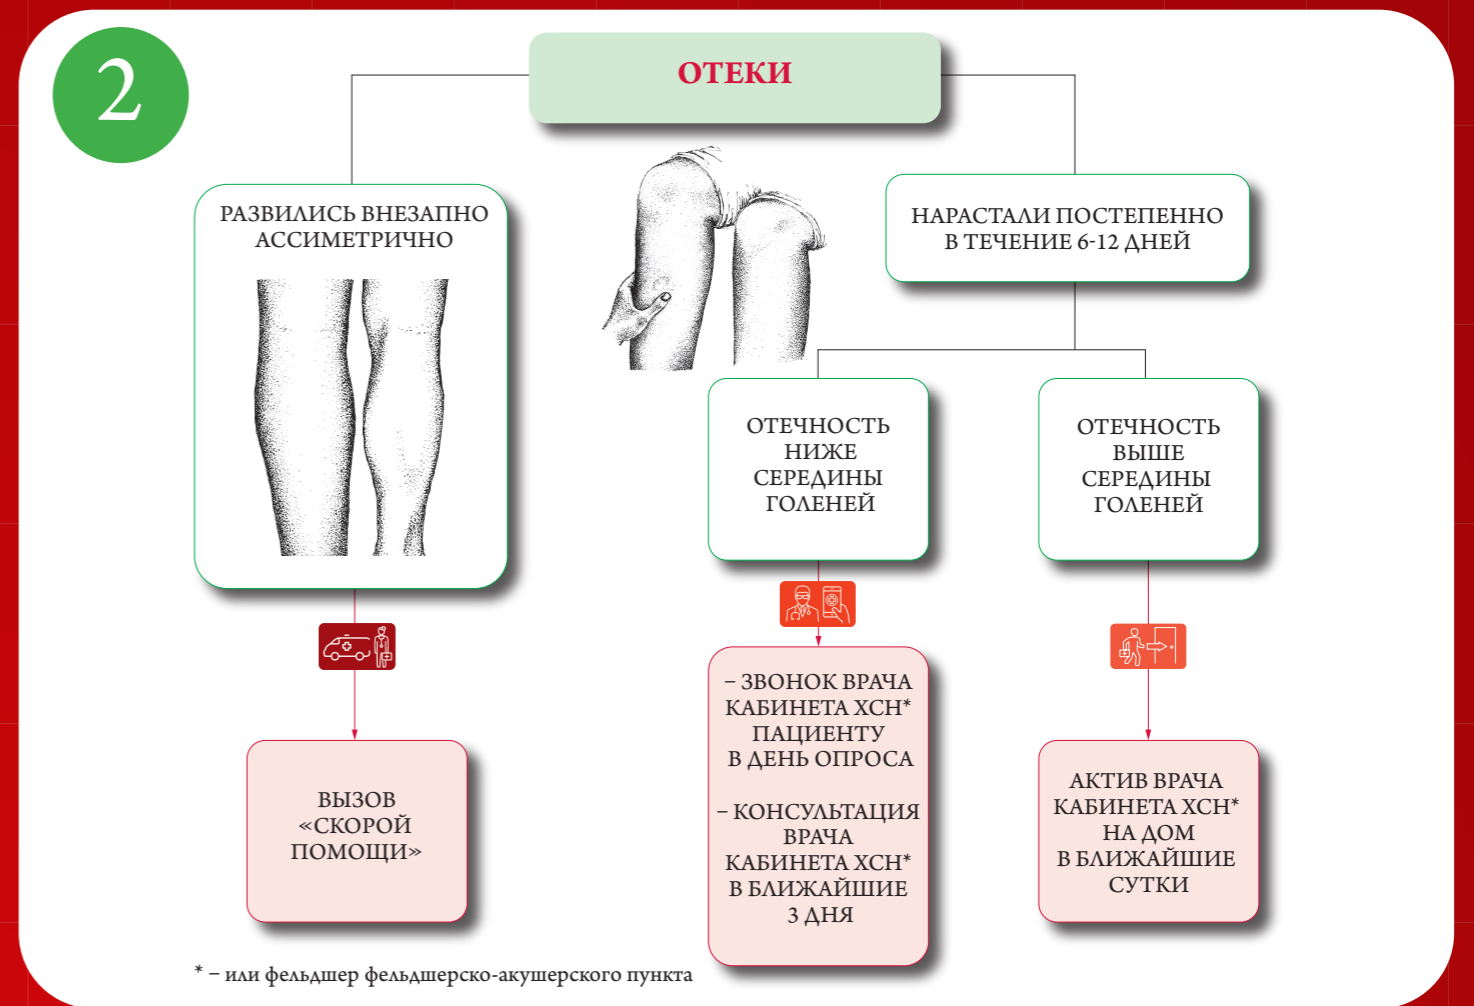 2
ОТЕКИ
РАЗВИЛИСЬ ВНЕЗАПНО
АССИМЕТРИЧНО
НАРАСТАЛИ ПОСТЕПЕННО
В ТЕЧЕНИЕ 6-12 ДНЕЙ
ОТЕЧНОСТЬ
НИЖЕ
СЕРЕДИНЫ
ГОЛЕНЕЙ
ОТЕЧНОСТЬ
ВЫШЕ
СЕРЕДИНЫ
ГОЛЕНЕЙ
ВЫЗОВ
«СКОРОЙ
ПОМОЩИ»
– ЗВОНОК ВРАЧА
КАБИНЕТА ХСН*
ПАЦИЕНТУ
В ДЕНЬ ОПРОСА
– КОНСУЛЬТАЦИЯ
ВРАЧА
КАБИНЕТА ХСН*
В БЛИЖАЙШИЕ
3 ДНЯ
АКТИВ ВРАЧА
КАБИНЕТА ХСН*
НА ДОМ
В БЛИЖАЙШИЕ
СУТКИ
* – или фельдшер фельдшерско-акушерского пункта